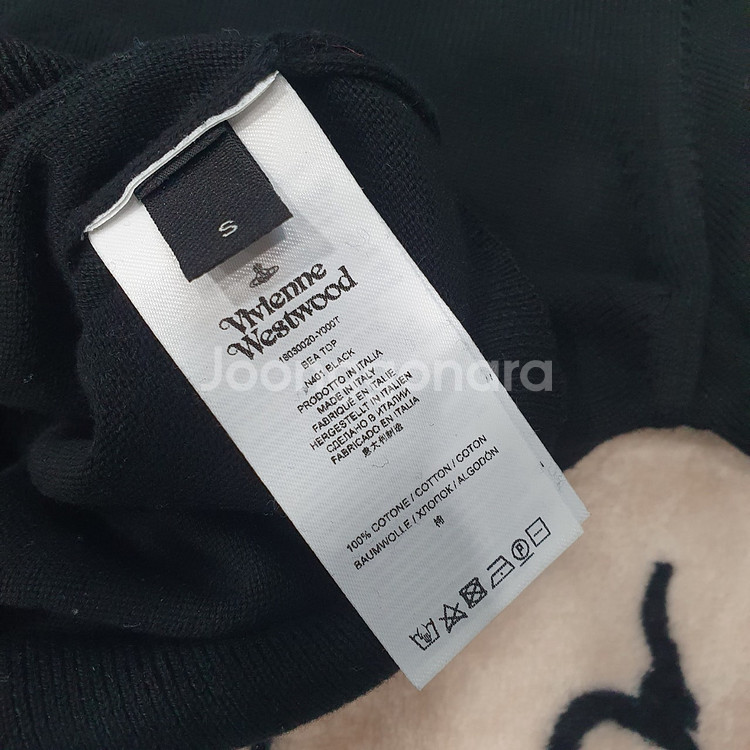 S
Vivienne
Westwood
18030020-Y000T
BEA TOP
N401 BLACK
PRODOTTO IN ITALIA
MADE IN ITALY
FABRIQUÉ EN ITALIE
HERGESTELLT IN ITALIEN
СДЕЛАНО В ИТАЛИИ
FABRICADO EN ITALIA
意大利制造
100% COTONE / COTTON / COTON
BAUMWOLLE / ХЛОПОК / ALGODÓN
棉